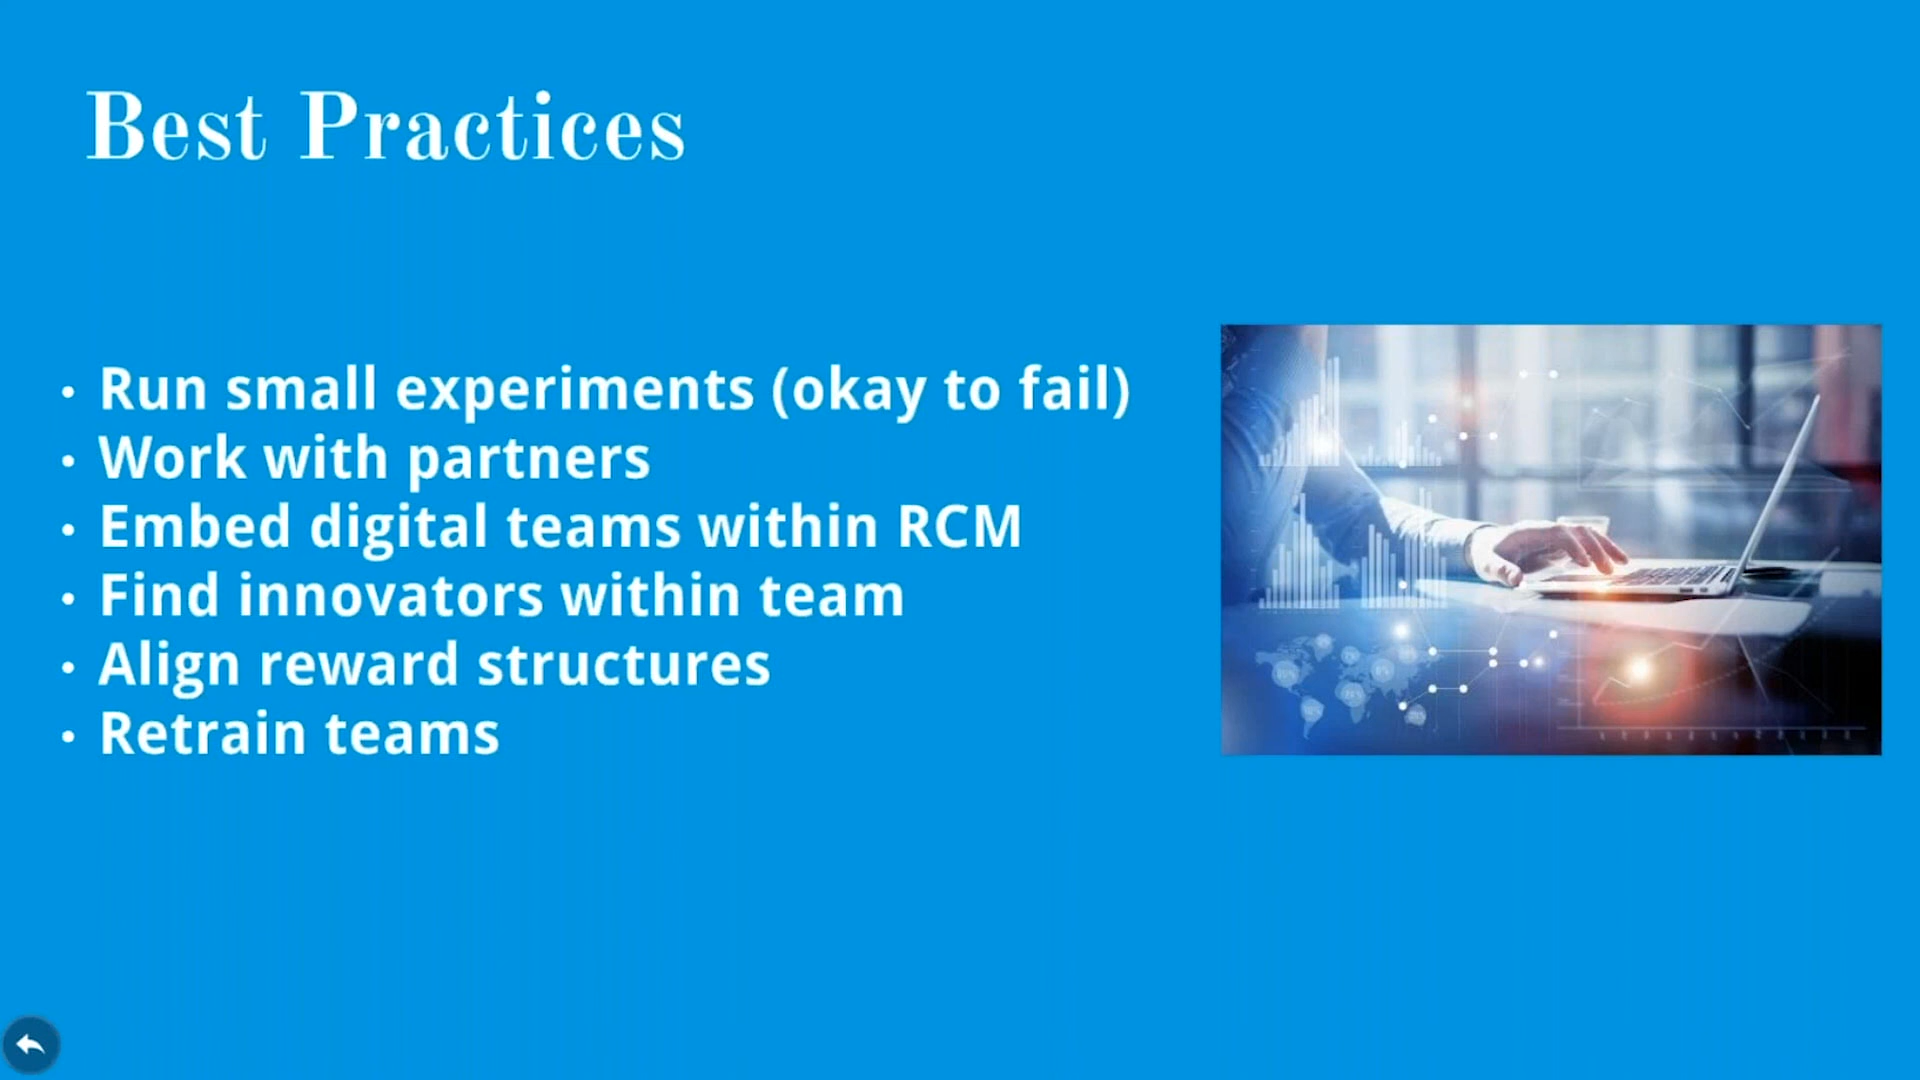 Best Practices
• Run small experiments (okay to fail)
• Work with partners
• Embed digital teams within RCM
• Find innovators within team
• Align reward structures
• Retrain teams